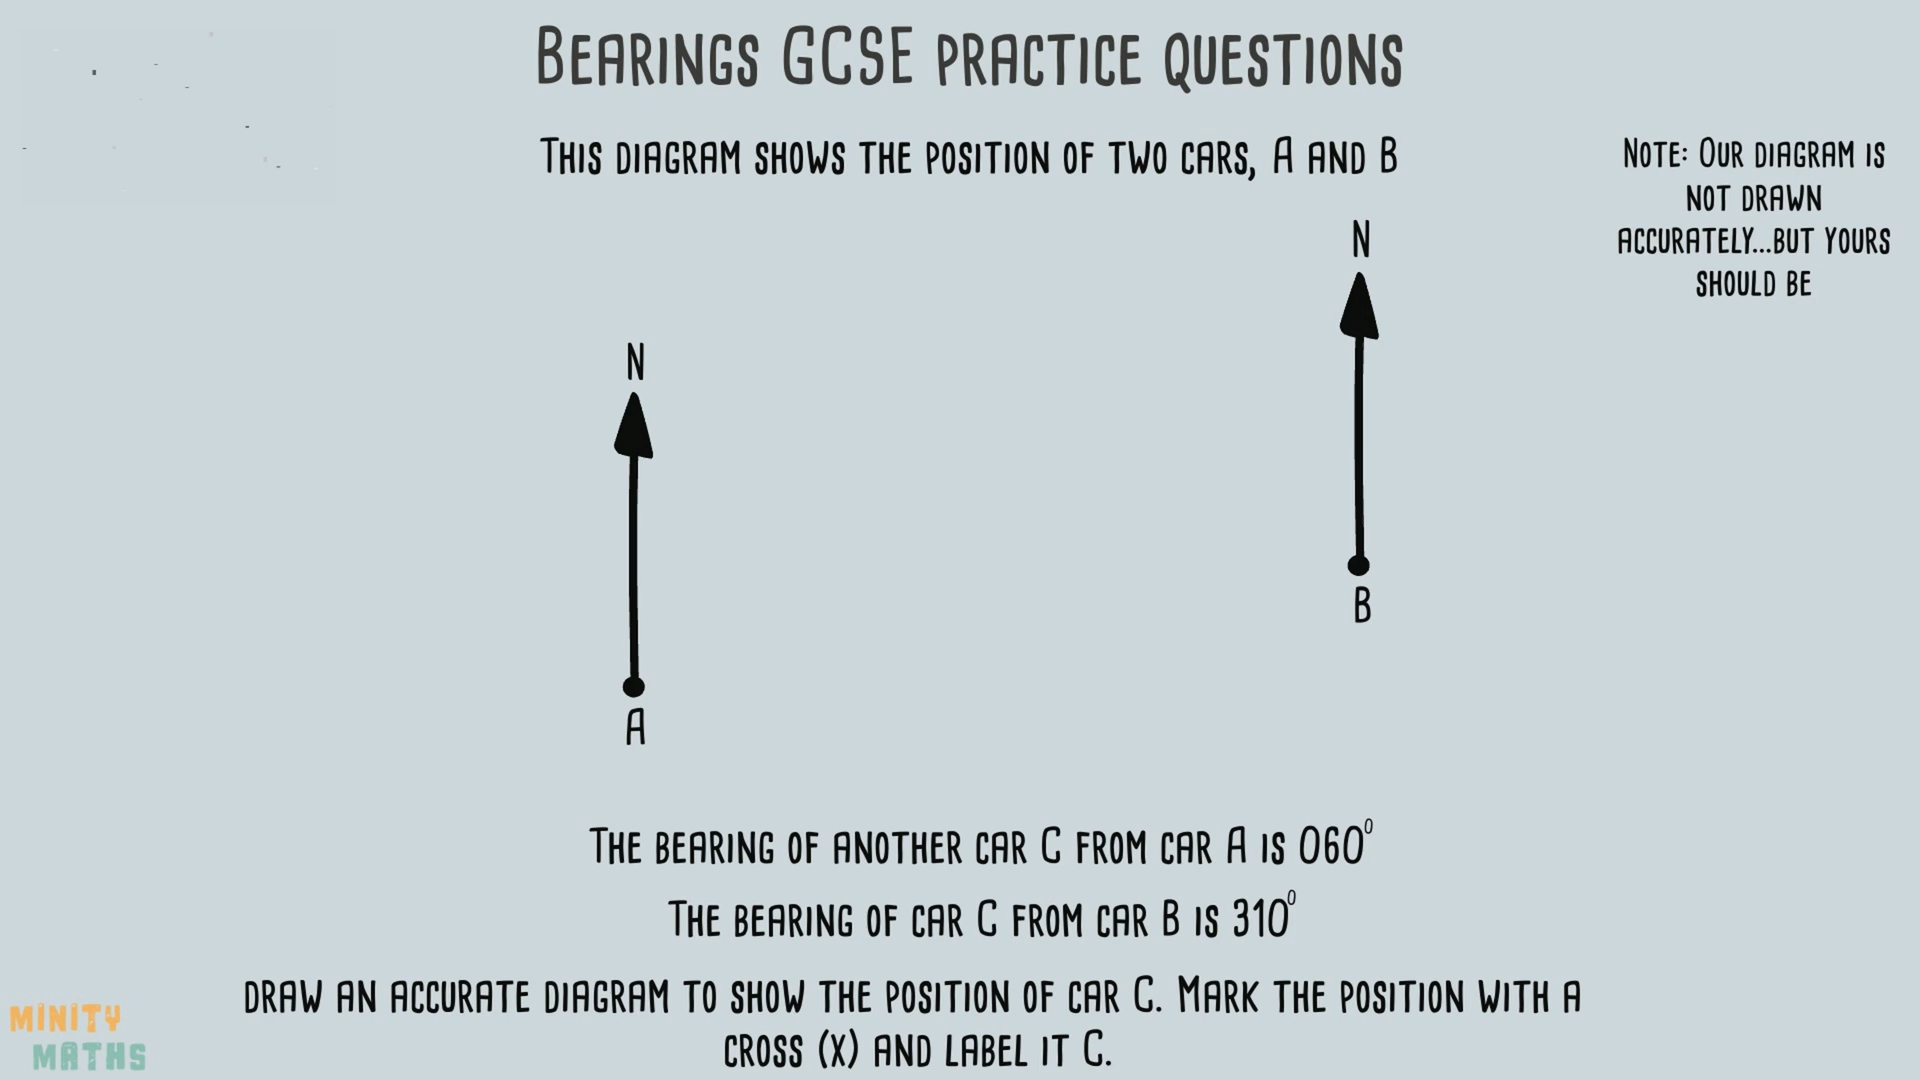 Bearings GCSE practice questions
This diagram shows the position of two cars, A and B
Note: Our diagram is
not drawn
accurately...but yours
should be
N
N
B
A
The bearing of another car C from car A is 060⁰
The bearing of car C from car B is 310⁰
draw an accurate diagram to show the position of car C. Mark the position with a
cross (x) and label it C.
MINITY
MATHS